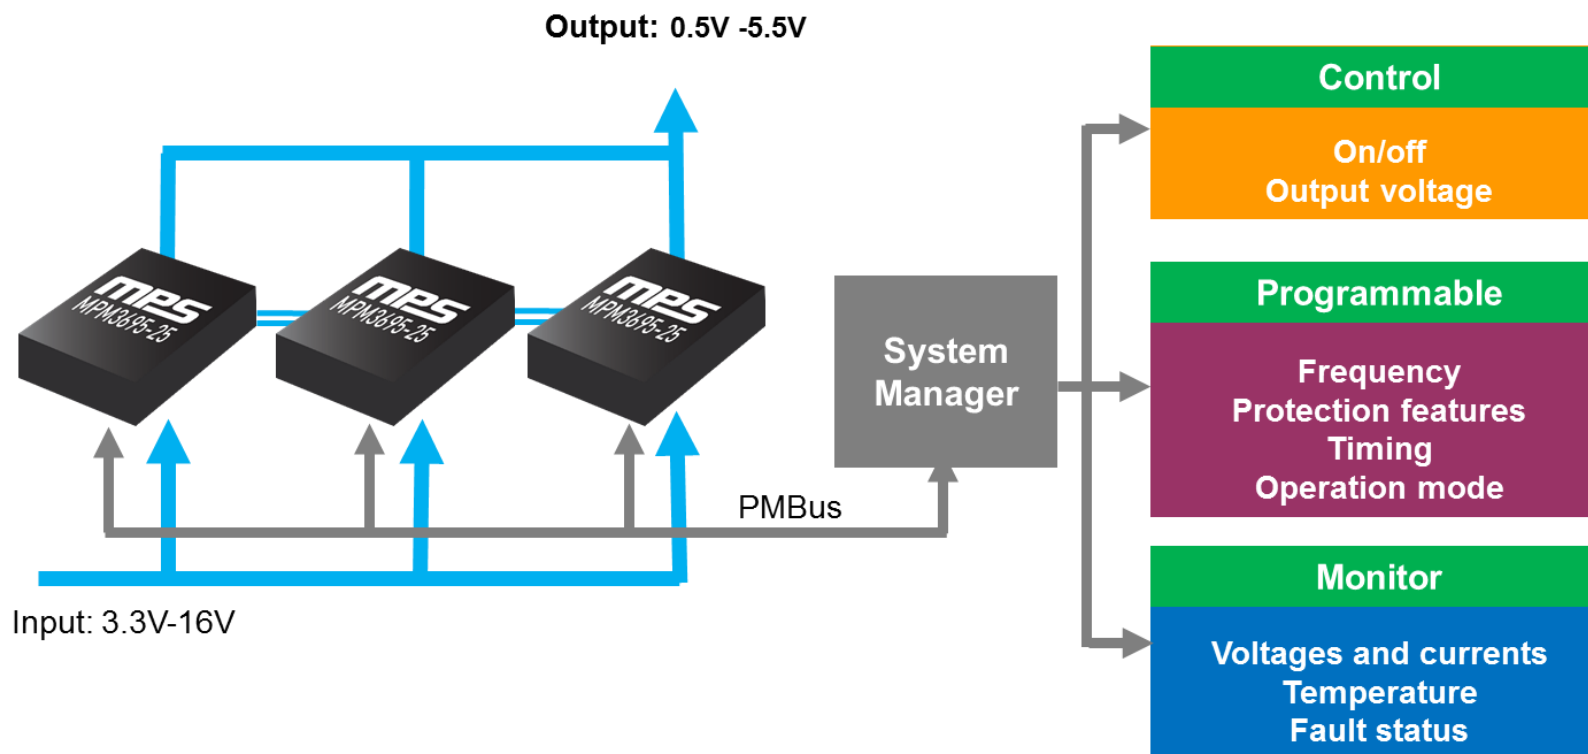 Output: 0.5V -5.5V
MPS
MPM3695-25
MPS
MPM3695-25
MPS
MPM3695-25
PMBus
Input: 3.3V-16V
System
Manager
Control
On/off
Output voltage
Programmable
Frequency
Protection features
Timing
Operation mode
Monitor
Voltages and currents
Temperature
Fault status